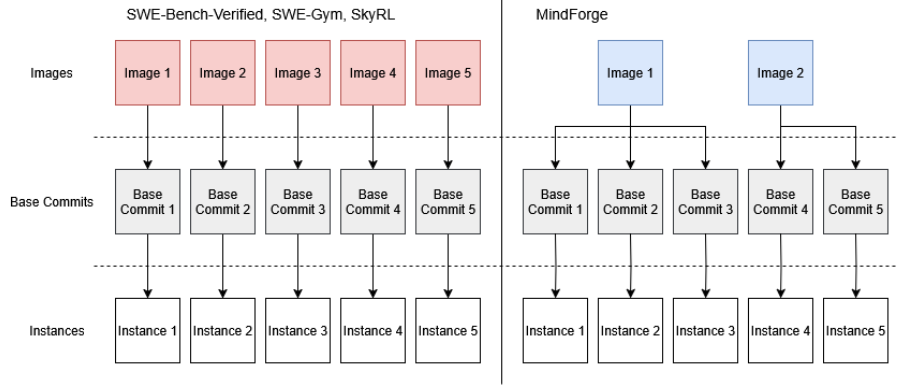 SWE-Bench-Verified, SWE-Gym, SkyRL
MindForge
Images
Image 1
Image 2
Image 3
Image 4
Image 5
Image 1
Image 2
Base Commits
Base
Commit 1
Base
Commit 2
Base
Commit 3
Base
Commit 4
Base
Commit 5
Base
Commit 1
Base
Commit 2
Base
Commit 3
Base
Commit 4
Base
Commit 5
Instances
Instance 1
Instance 2
Instance 3
Instance 4
Instance 5
Instance 1
Instance 2
Instance 3
Instance 4
Instance 5